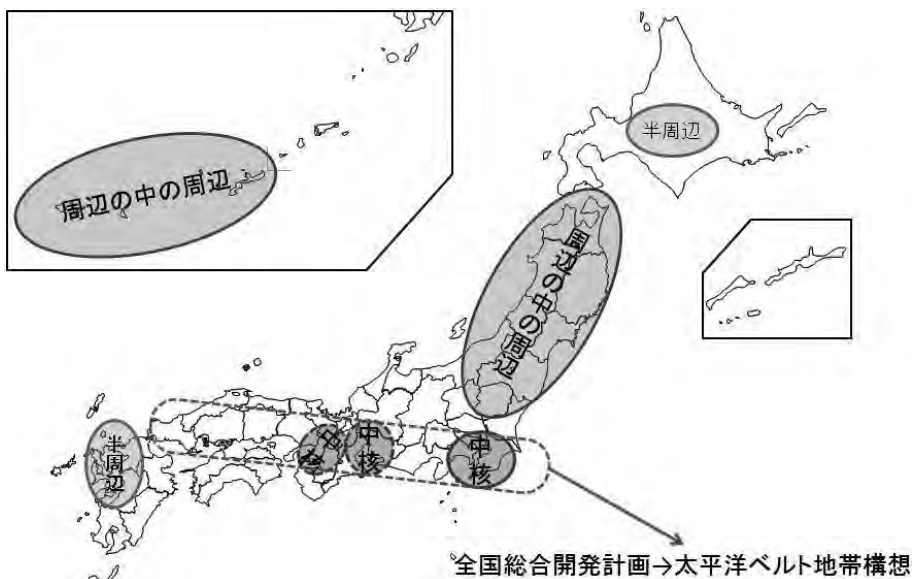 周辺の中の周辺
半周辺
周辺の中の周辺
半周辺
中核
中核
中核
全国総合開発計画→太平洋ベルト地帯構想